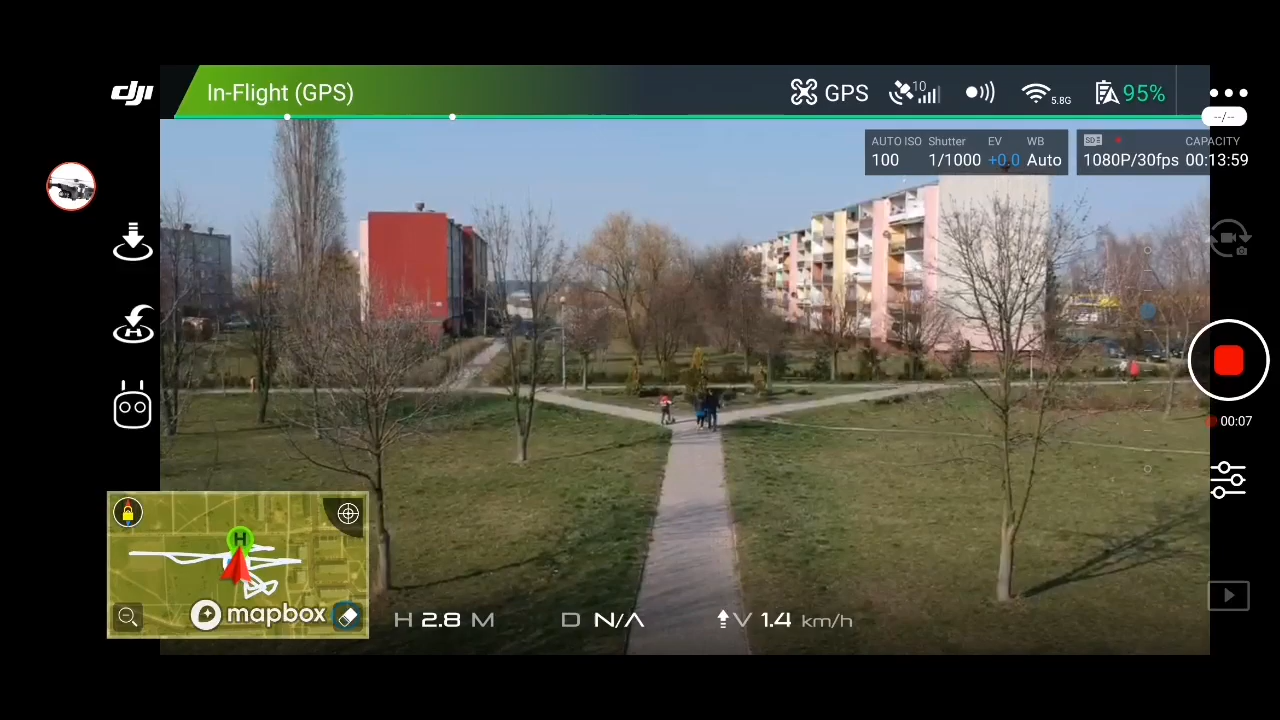 dji
In-Flight (GPS)
GPS
10
5.8G
95%
--/--
AUTO ISO Shutter EV WB
100 1/1000 +0.0 Auto
SD CAPACITY
1080P/30fps 00:13:59
00:07
H
mapbox
H 2.8 M D N/A V 1.4 km/h